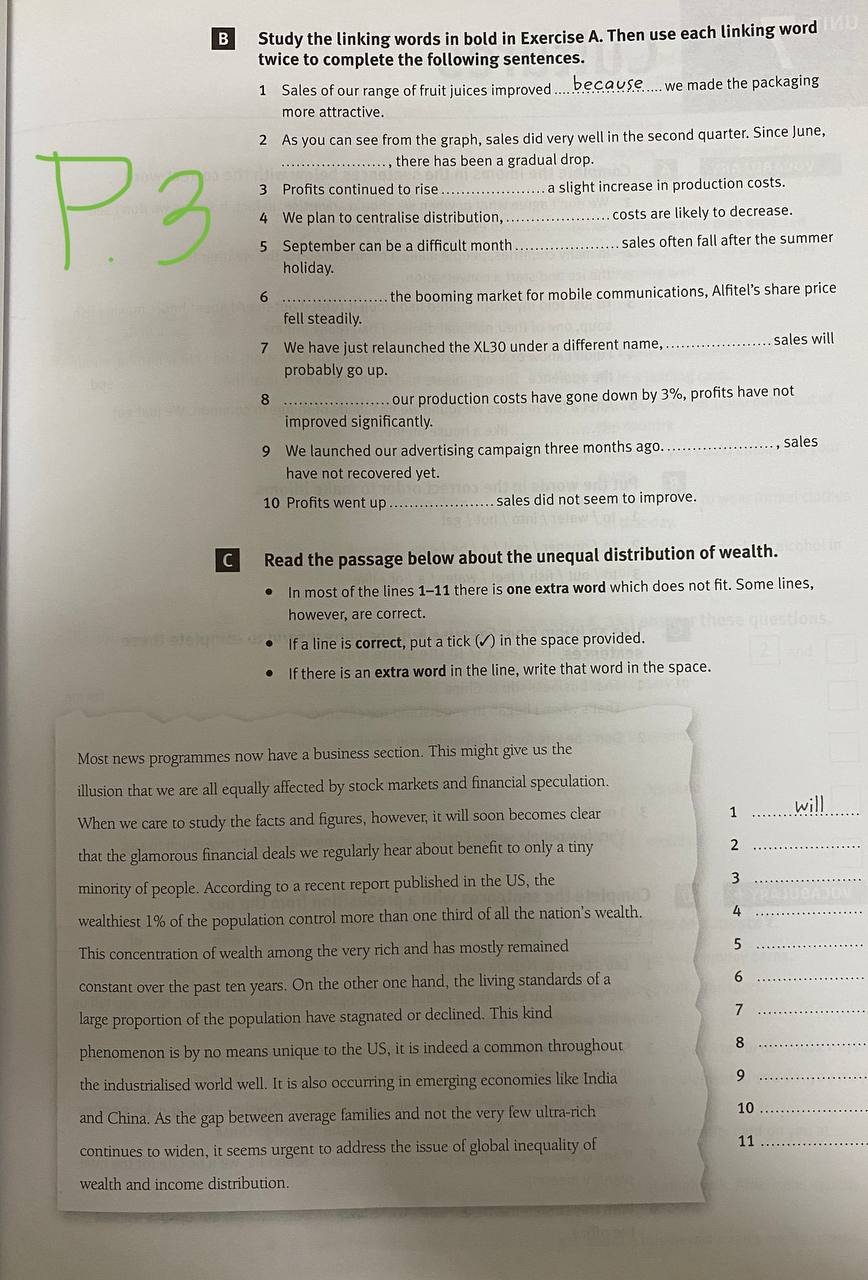 B Study the linking words in bold in Exercise A. Then use each linking word
twice to complete the following sentences.
1 Sales of our range of fruit juices improved ....because.... we made the packaging
more attractive.
2 As you can see from the graph, sales did very well in the second quarter. Since June,
...................., there has been a gradual drop.
P.3
3 Profits continued to rise .................... a slight increase in production costs.
4 We plan to centralise distribution, .................... costs are likely to decrease.
5 September can be a difficult month .................... sales often fall after the summer
holiday.
6 .................... the booming market for mobile communications, Alfitel's share price
fell steadily.
7 We have just relaunched the XL30 under a different name, .................... sales will
probably go up.
8 .................... our production costs have gone down by 3%, profits have not
improved significantly.
9 We launched our advertising campaign three months ago. ...................., sales
have not recovered yet.
10 Profits went up .................... sales did not seem to improve.
C Read the passage below about the unequal distribution of wealth.
• In most of the lines 1–11 there is one extra word which does not fit. Some lines,
however, are correct.
• If a line is correct, put a tick (✓) in the space provided.
• If there is an extra word in the line, write that word in the space.
Most news programmes now have a business section. This might give us the
illusion that we are all equally affected by stock markets and financial speculation.
When we care to study the facts and figures, however, it will soon becomes clear 1 ....will....
that the glamorous financial deals we regularly hear about benefit to only a tiny 2 ....................
minority of people. According to a recent report published in the US, the 3 ....................
wealthiest 1% of the population control more than one third of all the nation's wealth. 4 ....................
This concentration of wealth among the very rich and has mostly remained 5 ....................
constant over the past ten years. On the other one hand, the living standards of a 6 ....................
large proportion of the population have stagnated or declined. This kind 7 ....................
phenomenon is by no means unique to the US, it is indeed a common throughout 8 ....................
the industrialised world well. It is also occurring in emerging economies like India 9 ....................
and China. As the gap between average families and not the very few ultra-rich 10 ....................
continues to widen, it seems urgent to address the issue of global inequality of 11 ....................
wealth and income distribution.